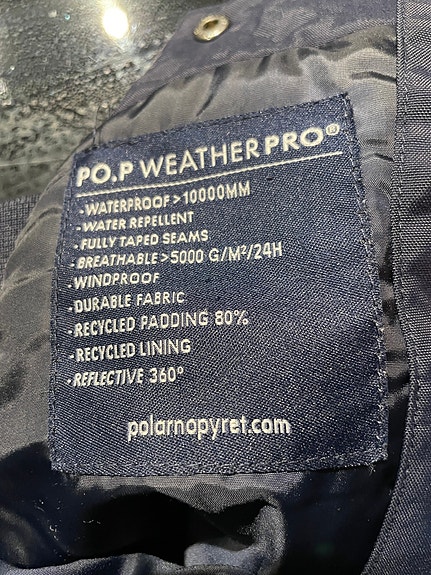 PO.P WEATHERPRO®
- WATERPROOF > 10000MM
- WATER REPELLENT
- FULLY TAPED SEAMS
- BREATHABLE > 5000 G/M²/24H
- WINDPROOF
- DURABLE FABRIC
- RECYCLED PADDING 80%
- RECYCLED LINING
- REFLECTIVE 360°
polarnopyret.com